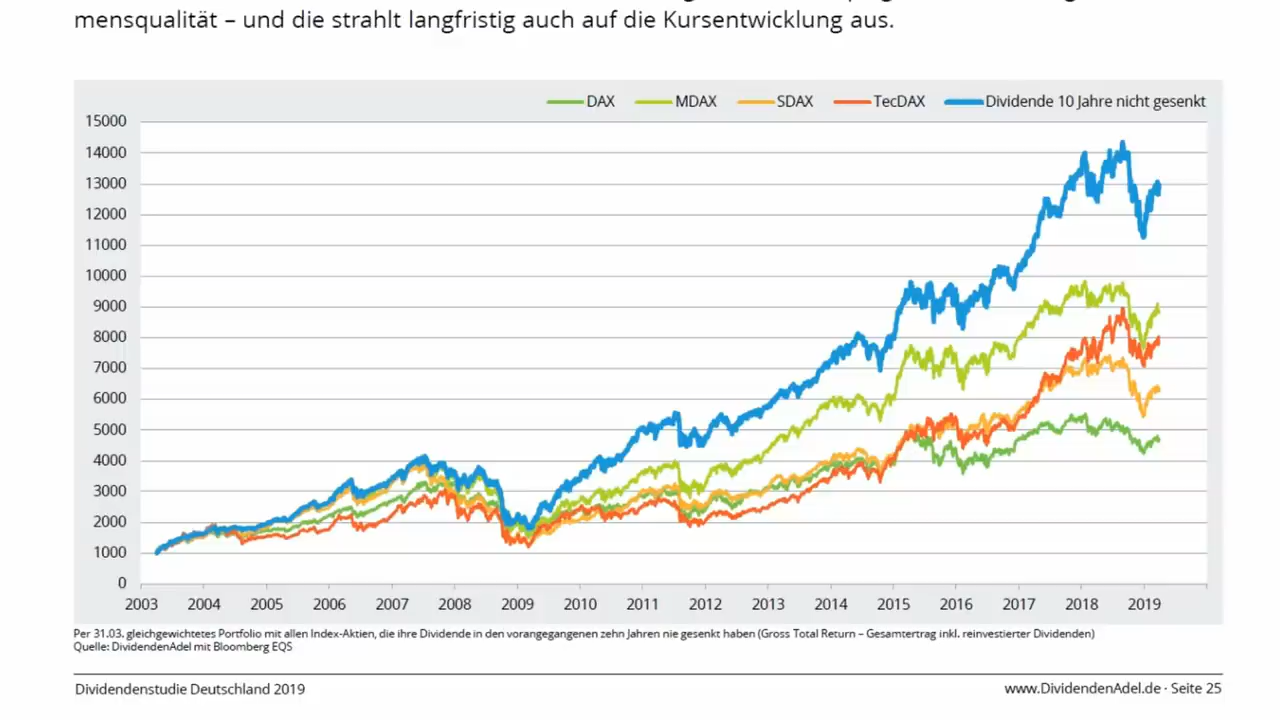 mensqualität – und die strahlt langfristig auch auf die Kursentwicklung aus.
DAX MDAX SDAX TecDAX Dividende 10 Jahre nicht gesenkt
15000
14000
13000
12000
11000
10000
9000
8000
7000
6000
5000
4000
3000
2000
1000
0
2003 2004 2005 2006 2007 2008 2009 2010 2011 2012 2013 2014 2015 2016 2017 2018 2019
Per 31.03. gleichgewichtetes Portfolio mit allen Index-Aktien, die ihre Dividende in den vorangegangenen zehn Jahren nie gesenkt haben (Gross Total Return – Gesamtertrag inkl. reinvestierter Dividenden)
Quelle: DividendenAdel mit Bloomberg EQS
Dividendenstudie Deutschland 2019 www.DividendenAdel.de · Seite 25